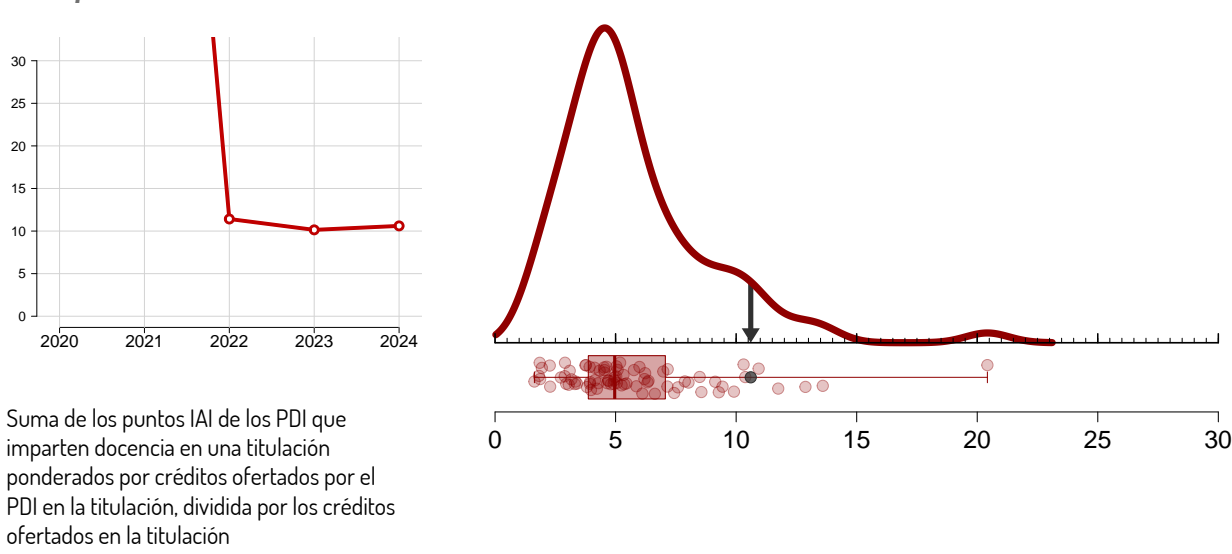 30
25
20
15
10
5
0
2020 2021 2022 2023 2024
0 5 10 15 20 25 30
Suma de los puntos IAI de los PDI que
imparten docencia en una titulación
ponderados por créditos ofertados por el
PDI en la titulación, dividida por los créditos
ofertados en la titulación